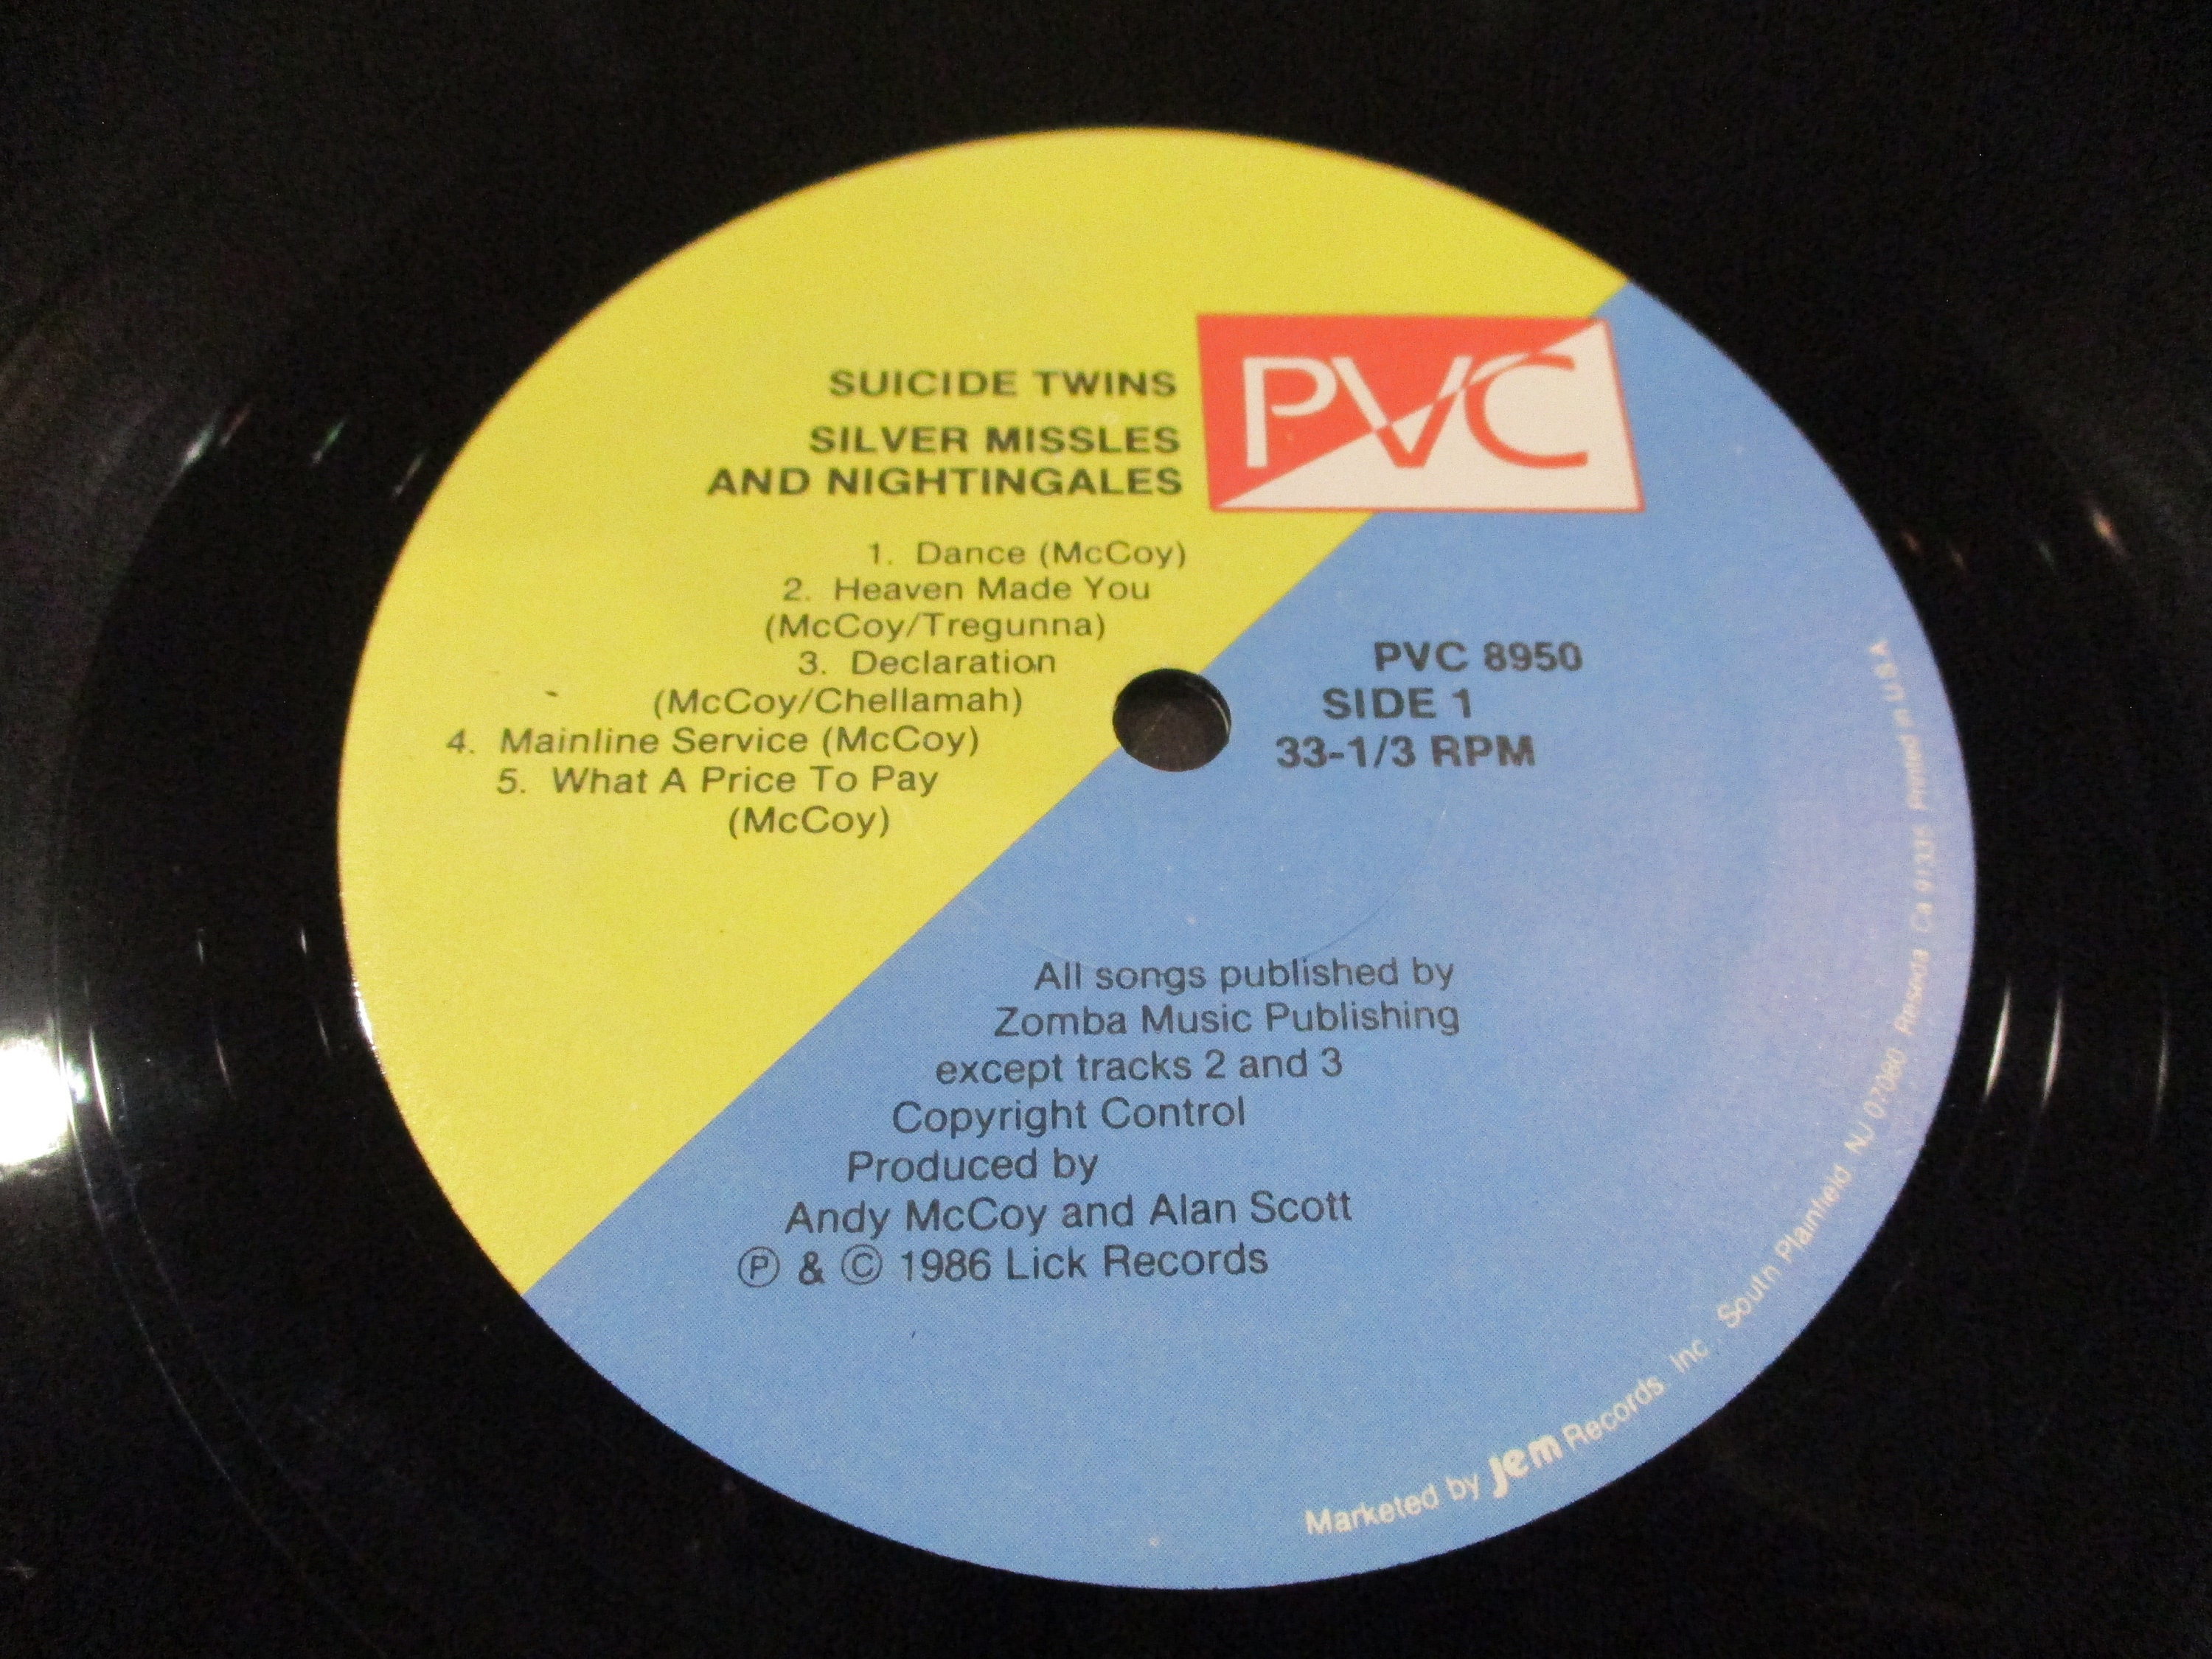 SUICIDE TWINS
SILVER MISSLES
AND NIGHTINGALES
PVC
1. Dance (McCoy)
2. Heaven Made You
(McCoy/Tregunna)
3. Declaration
(McCoy/Chellamah)
4. Mainline Service (McCoy)
5. What A Price To Pay
(McCoy)
PVC 8950
SIDE 1
33-1/3 RPM
All songs published by
Zomba Music Publishing
except tracks 2 and 3
Copyright Control
Produced by
Andy McCoy and Alan Scott
Ⓟ & © 1986 Lick Records
Marketed by jem Records, Inc., South Plainfield NJ 07080 Reseda Ca 91335 Printed in U.S.A.